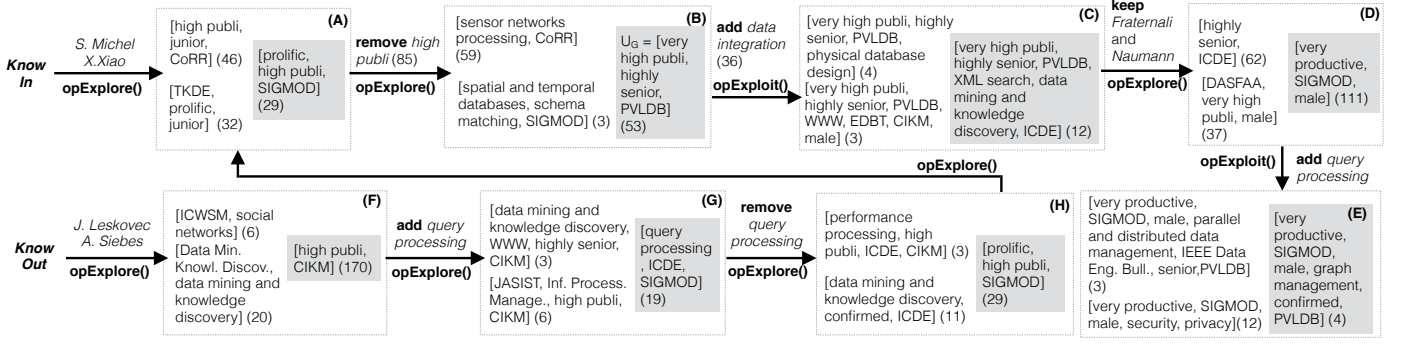 Know
In
S. Michel
X.Xiao
opExplore()
(A)
[high publi,
junior,
CoRR] (46)
[TKDE,
prolific,
junior] (32)
[prolific,
high publi,
SIGMOD]
(29)
remove high
publi (85)
opExplore()
(B)
[sensor networks
processing, CoRR]
(59)
[spatial and temporal
databases, schema
matching, SIGMOD] (3)
UG = [very
high publi,
highly
senior,
PVLDB]
(53)
add data
integration
(36)
opExploit()
(C)
[very high publi, highly
senior, PVLDB,
physical database
design] (4)
[very high publi,
highly senior, PVLDB,
WWW, EDBT, CIKM,
male] (3)
[very high publi,
highly senior, PVLDB,
XML search, data
mining and
knowledge
discovery, ICDE] (12)
keep
Fraternali
and
Naumann
opExplore()
(D)
[highly
senior,
ICDE] (62)
[DASFAA,
very high
publi, male]
(37)
[very
productive,
SIGMOD,
male] (111)
opExploit()
add query
processing
opExplore()
Know
Out
J. Leskovec
A. Siebes
opExplore()
(F)
[ICWSM, social
networks] (6)
[Data Min.
Knowl. Discov.,
data mining and
knowledge
discovery] (20)
[high publi,
CIKM] (170)
add query
processing
opExplore()
(G)
[data mining and
knowledge discovery,
WWW, highly senior,
CIKM] (3)
[JASIST, Inf. Process.
Manage., high publi,
CIKM] (6)
[query
processing
, ICDE,
SIGMOD]
(19)
remove
query
processing
opExplore()
(H)
[performance
processing, high
publi, ICDE, CIKM] (3)
[data mining and
knowledge discovery,
confirmed, ICDE] (11)
[prolific,
high publi,
SIGMOD]
(29)
(E)
[very productive,
SIGMOD, male, parallel
and distributed data
management, IEEE Data
Eng. Bull., senior,PVLDB]
(3)
[very productive, SIGMOD,
male, security, privacy](12)
[very
productive,
SIGMOD,
male, graph
management,
confirmed,
PVLDB] (4)